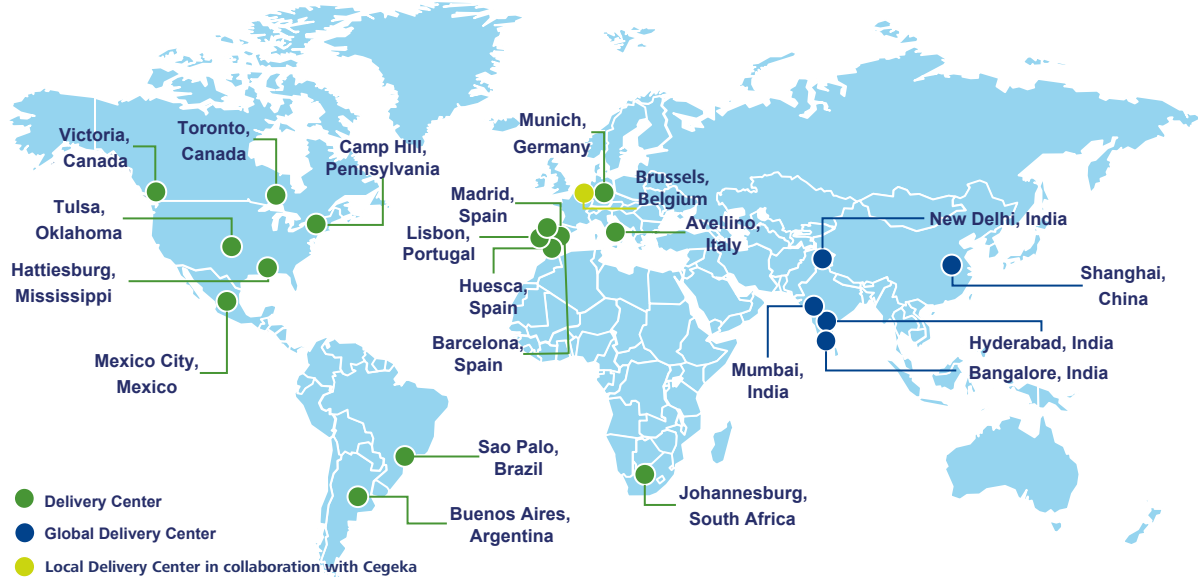 Victoria,
Canada
Toronto,
Canada
Camp Hill,
Pennsylvania
Tulsa,
Oklahoma
Hattiesburg,
Mississippi
Mexico City,
Mexico
Munich,
Germany
Brussels,
Belgium
Madrid,
Spain
Lisbon,
Portugal
Avellino,
Italy
Huesca,
Spain
Barcelona,
Spain
New Delhi, India
Shanghai,
China
Hyderabad, India
Bangalore, India
Mumbai,
India
Sao Palo,
Brazil
Buenos Aires,
Argentina
Johannesburg,
South Africa
Delivery Center
Global Delivery Center
Local Delivery Center in collaboration with Cegeka